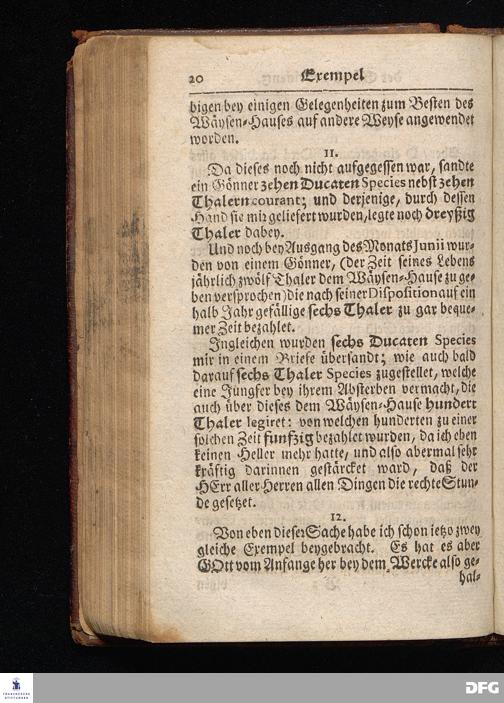 20 Exempel
bigen bey einigen Gelegenheiten zum Besten des
Wäysen-Hauses auf andere Weyse angewendet
worden.
11.
Da dieses noch nicht aufgegessen war, sandte
ein Gönner zehen Ducaten Species nebst zehen
Thalern courant; und derjenige, durch dessen
Hand sie mir geliefert wurden, legte noch dreyßig
Thaler dabey.
Und noch bey Ausgang des Monats Junii wur-
den von einem Gönner, (der Zeit seines Lebens
jährlich zwölf Thaler dem Wäysen-Hause zu ge-
ben versprochen) die nach seiner Disposition auf ein
halb Jahr gefällige sechs Thaler zu gar beque-
mer Zeit bezahlet.
Ingleichen wurden sechs Ducaten Species
mir in einem Briefe übersandt; wie auch bald
darauf sechs Thaler Species zugestellet, welche
eine Jungfer bey ihrem Absterben vermacht, die
auch über dieses dem Wäysen-Hause hundert
Thaler legiret: von welchen hunderten zu einer
solchen Zeit funfzig bezahlet wurden, da ich eben
keinen Heller mehr hatte, und also abermal sehr
kräftig darinnen gestärcket ward, daß der
HErr aller Herren allen Dingen die rechte Stun-
de gesetzet.
12.
Von eben dieser Sache habe ich schon ietzo zwey
gleiche Exempel beygebracht. Es hat es aber
GOtt vom Anfange her bey dem Wercke also ge-
hal-
FRANCKESCHE
STIFTUNGEN
DFG